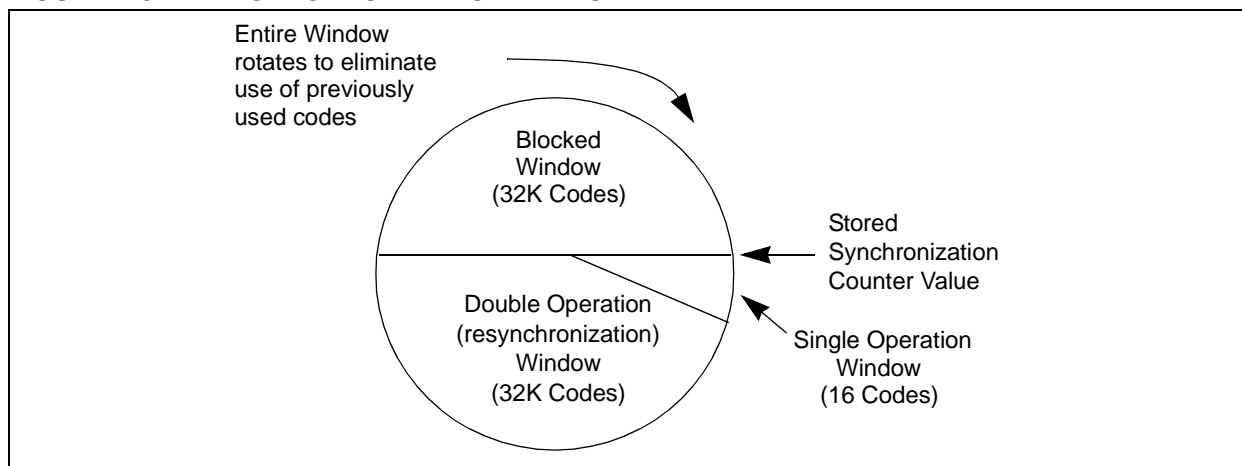 Entire Window
rotates to eliminate
use of previously
used codes
Blocked
Window
(32K Codes)
Stored
Synchronization
Counter Value
Double Operation
(resynchronization)
Window
(32K Codes)
Single Operation
Window
(16 Codes)